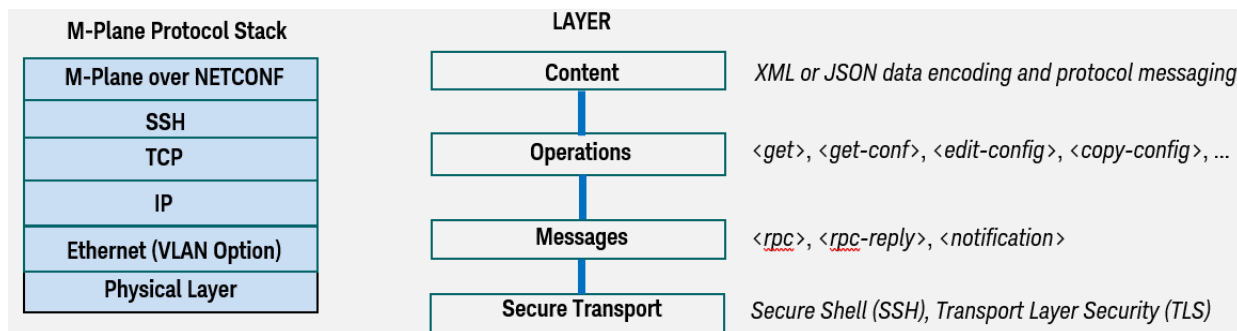 M-Plane Protocol Stack
M-Plane over NETCONF
SSH
TCP
IP
Ethernet (VLAN Option)
Physical Layer
LAYER
Content
XML or JSON data encoding and protocol messaging
Operations
<get>, <get-conf>, <edit-config>, <copy-config>, ...
Messages
<rpc>, <rpc-reply>, <notification>
Secure Transport
Secure Shell (SSH), Transport Layer Security (TLS)